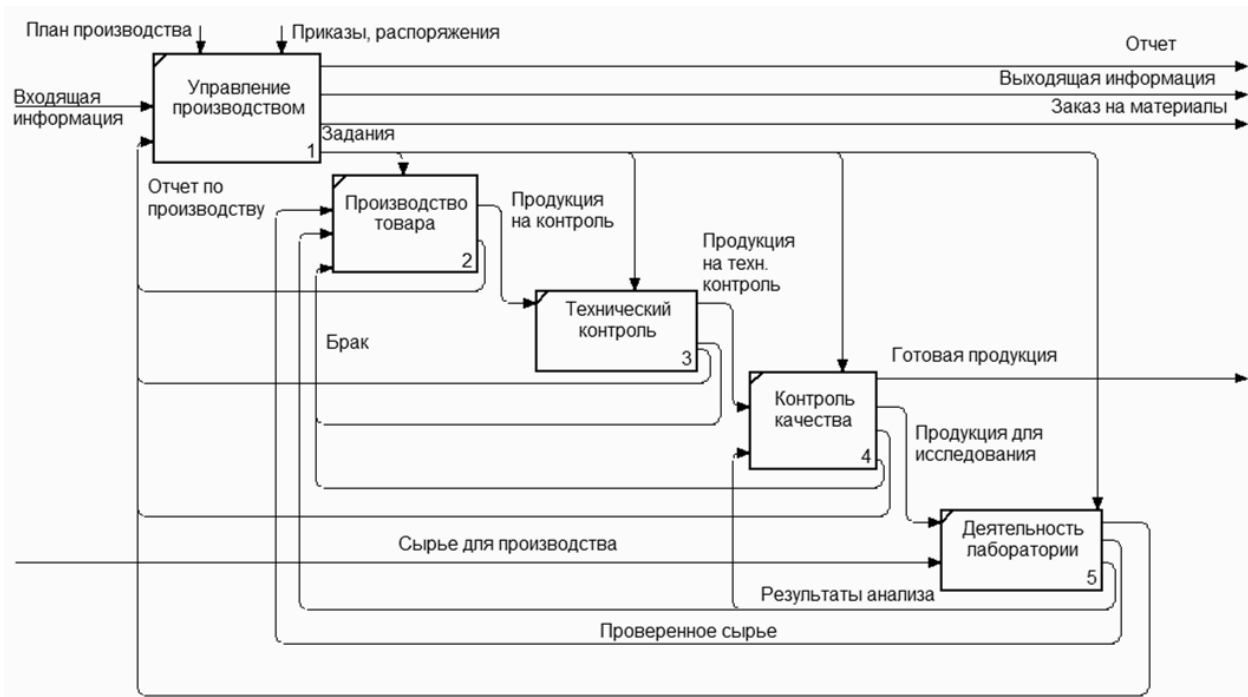 План производства
Приказы, распоряжения
Отчет
Управление
производством
1
Выходящая информация
Входящая
информация
Заказ на материалы
Задания
Отчет по
производству
Производство
товара
2
Продукция
на контроль
Продукция
на техн.
контроль
Технический
контроль
3
Брак
Готовая продукция
Контроль
качества
4
Продукция для
исследования
Деятельность
лаборатории
5
Сырье для производства
Результаты анализа
Проверенное сырье